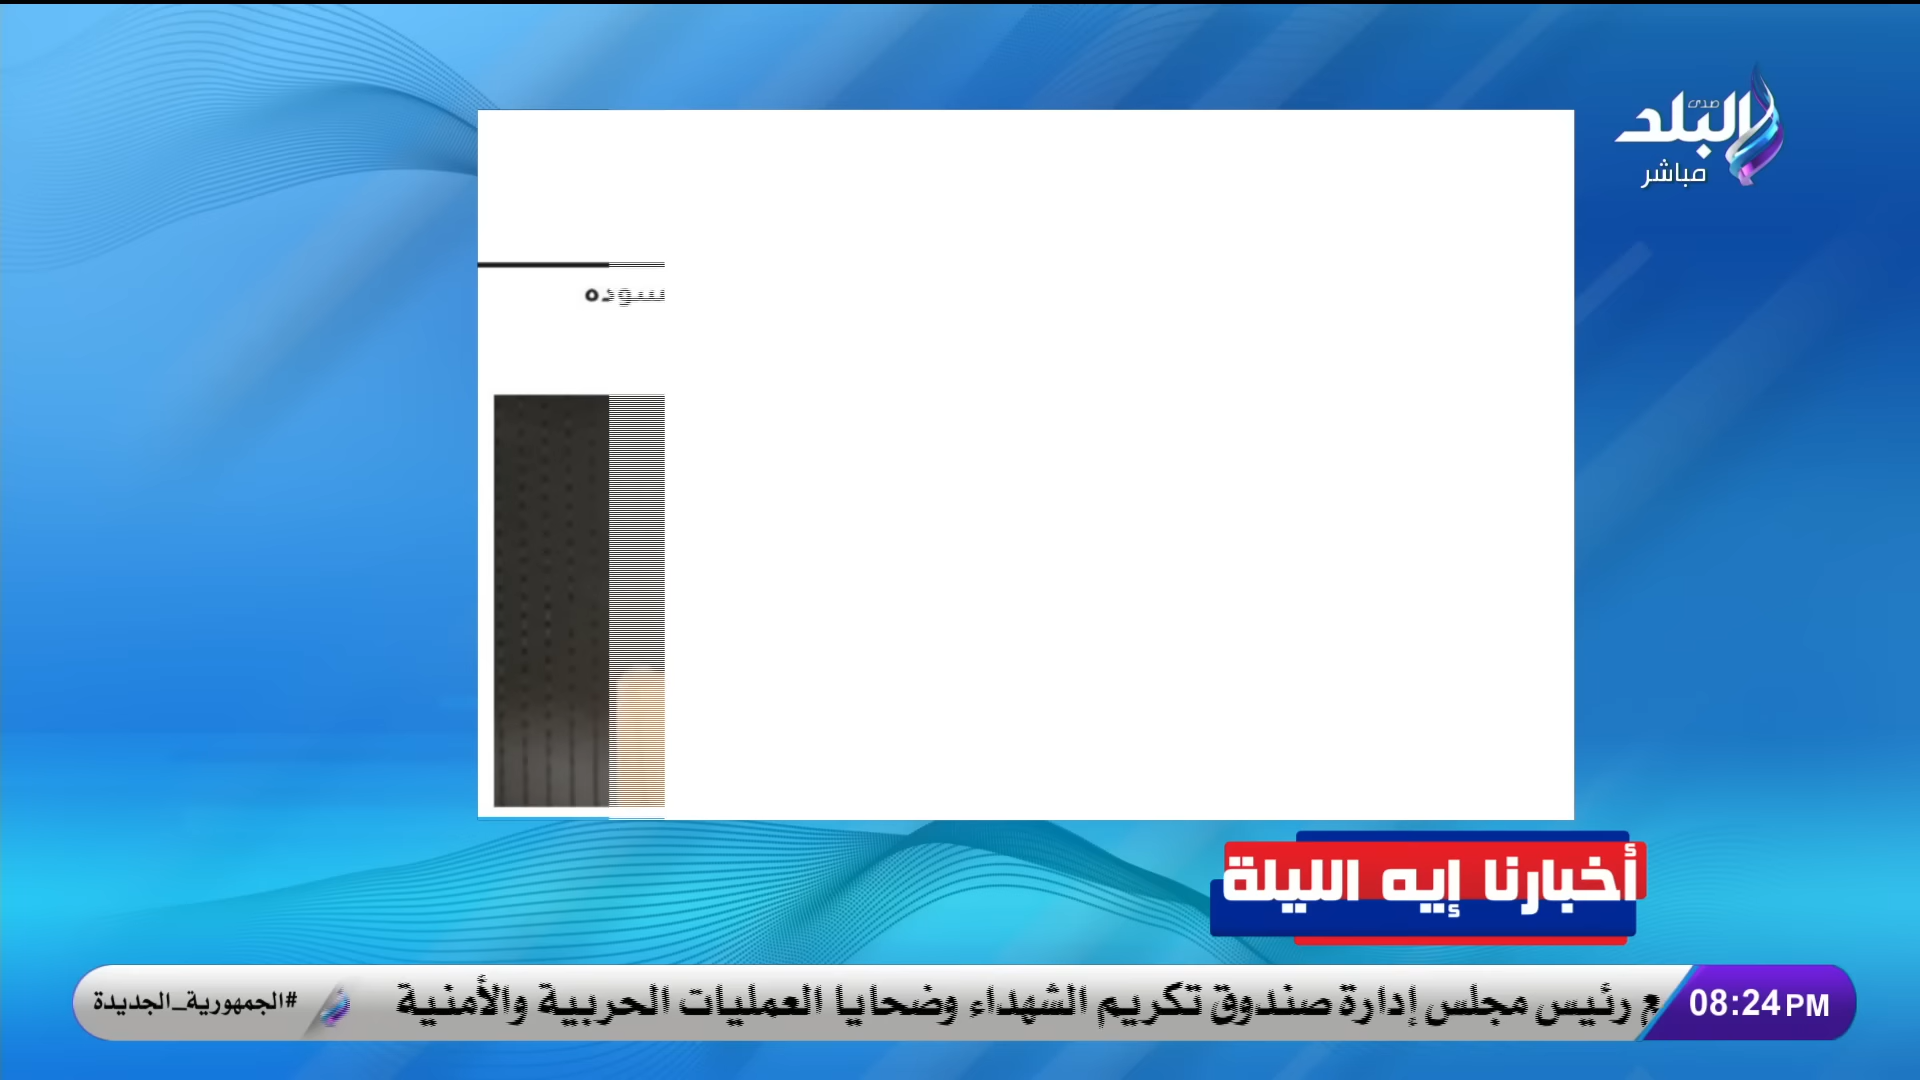 صدى
البلد
مباشر
سوده
أخبارنا إيه الليلة
ع رئيس مجلس إدارة صندوق تكريم الشهداء وضحايا العمليات الحربية والأمنية
#الجمهورية_الجديدة
08:24 PM